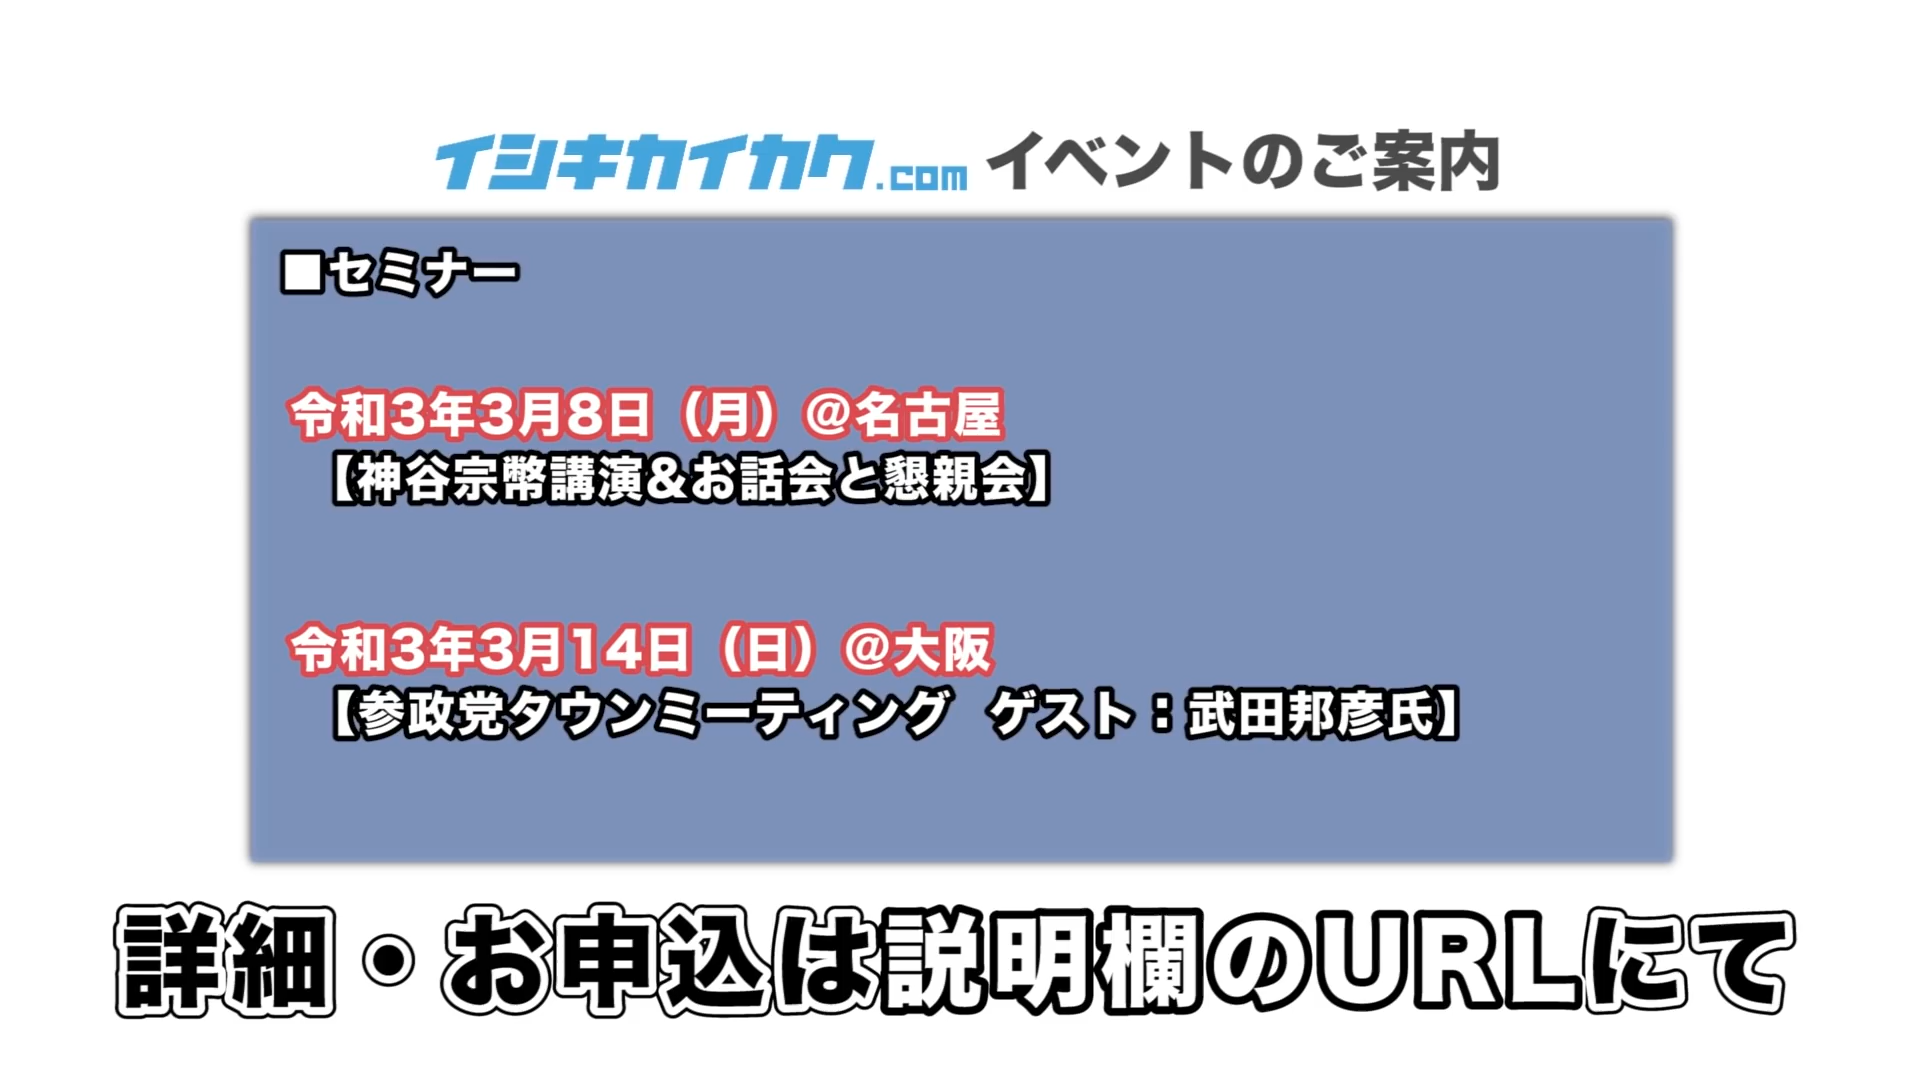 イシキカイカク.com イベントのご案内
■セミナー
令和3年3月8日（月）＠名古屋
【神谷宗幣講演&お話会と懇親会】
令和3年3月14日（日）＠大阪
【参政党タウンミーティング ゲスト：武田邦彦氏】
詳細・お申込は説明欄のURLにて